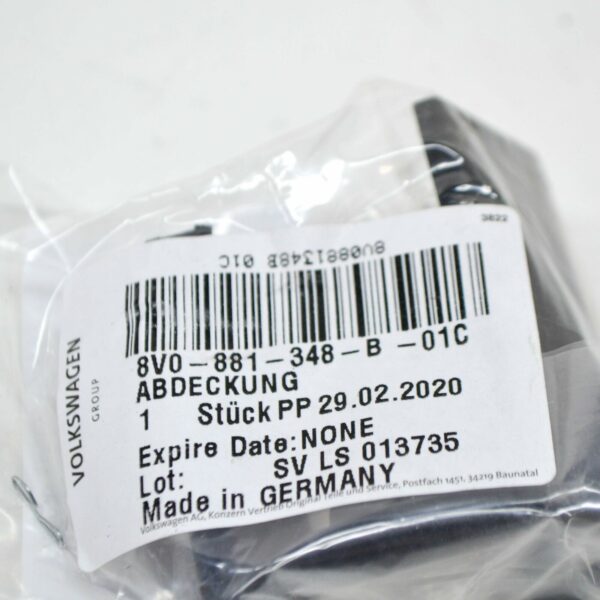 3822
8V0881348B 01C
8V0-881-348-B -01C
ABDECKUNG
1 Stück PP 29.02.2020
Expire Date: NONE
Lot: SV LS 013735
Made in GERMANY
Volkswagen AG, Konzern Vertrieb Original Teile und Service, Postfach 1451, 34219 Baunatal
VOLKSWAGEN
GROUP